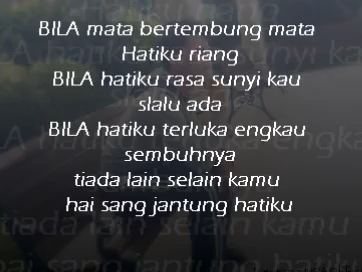 BILA mata bertembung mata
Hatiku riang
BILA hatiku rasa sunyi kau
slalu ada
BILA hatiku terluka engkau
sembuhnya
tiada lain selain kamu
hai sang jantung hatiku